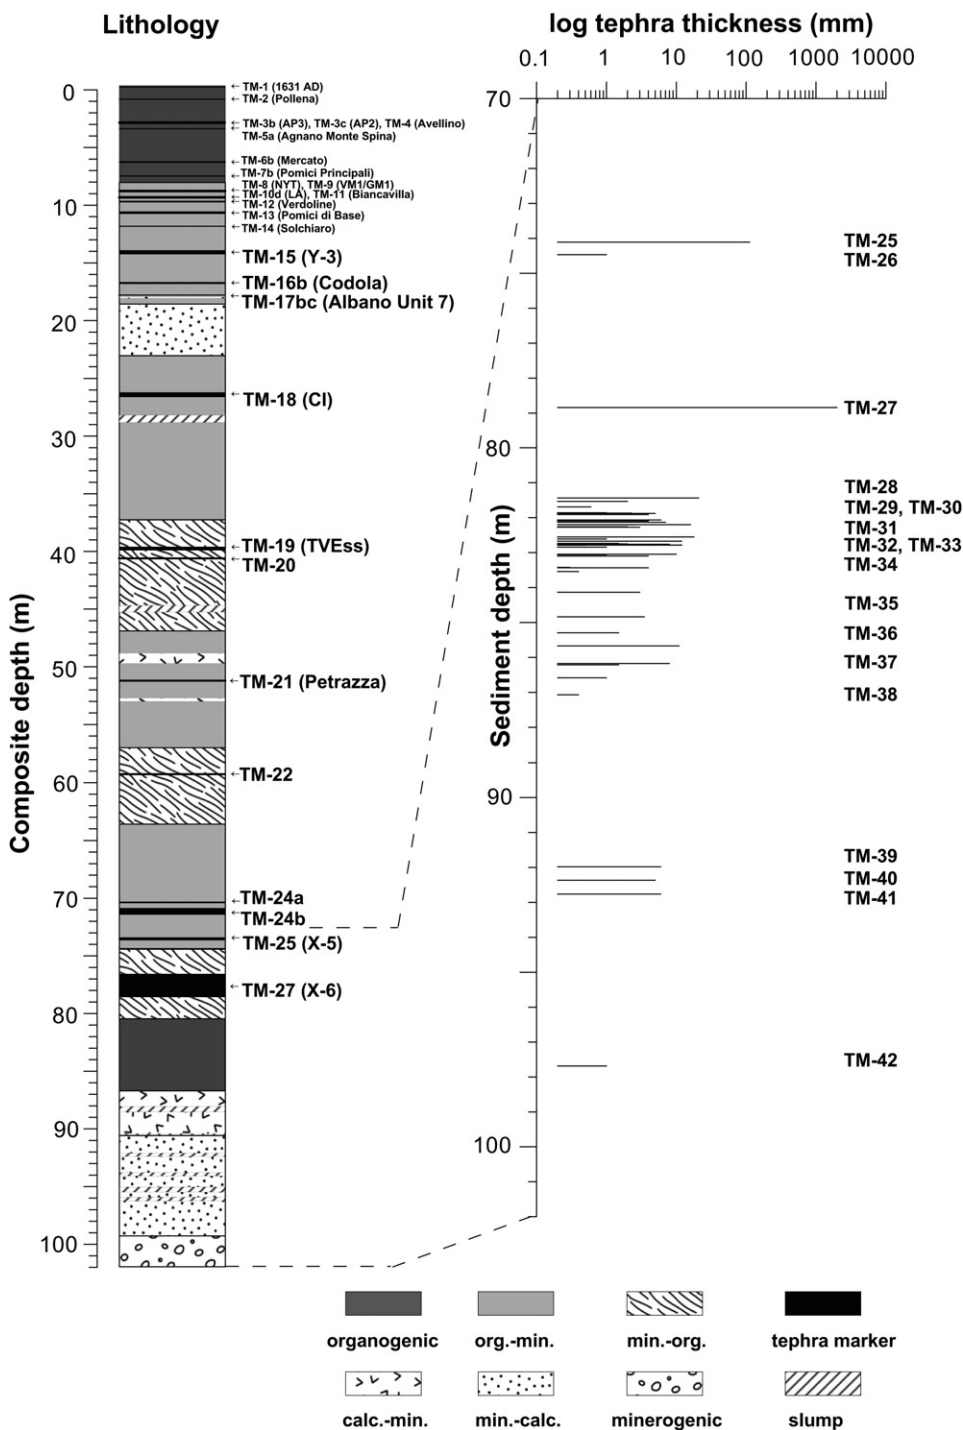 Lithology
log tephra thickness (mm)
0.1 1 10 100 1000 10000
Composite depth (m)
0
10
20
30
40
50
60
70
80
90
100
TM-1 (1631 AD)
TM-2 (Pollena)
TM-3b (AP3), TM-3c (AP2), TM-4 (Avellino)
TM-5a (Agnano Monte Spina)
TM-6b (Mercato)
TM-7b (Pomici Principali)
TM-8 (NYT), TM-9 (VM1/GM1)
TM-10d (LA), TM-11 (Biancavilla)
TM-12 (Verdoline)
TM-13 (Pomici di Base)
TM-14 (Solchiaro)
TM-15 (Y-3)
TM-16b (Codola)
TM-17bc (Albano Unit 7)
TM-18 (CI)
TM-19 (TVEss)
TM-20
TM-21 (Petrazza)
TM-22
TM-24a
TM-24b
TM-25 (X-5)
TM-27 (X-6)
Sediment depth (m)
70
80
90
100
TM-25
TM-26
TM-27
TM-28
TM-29, TM-30
TM-31
TM-32, TM-33
TM-34
TM-35
TM-36
TM-37
TM-38
TM-39
TM-40
TM-41
TM-42
organogenic org.-min. min.-org. tephra marker
calc.-min. min.-calc. minerogenic slump